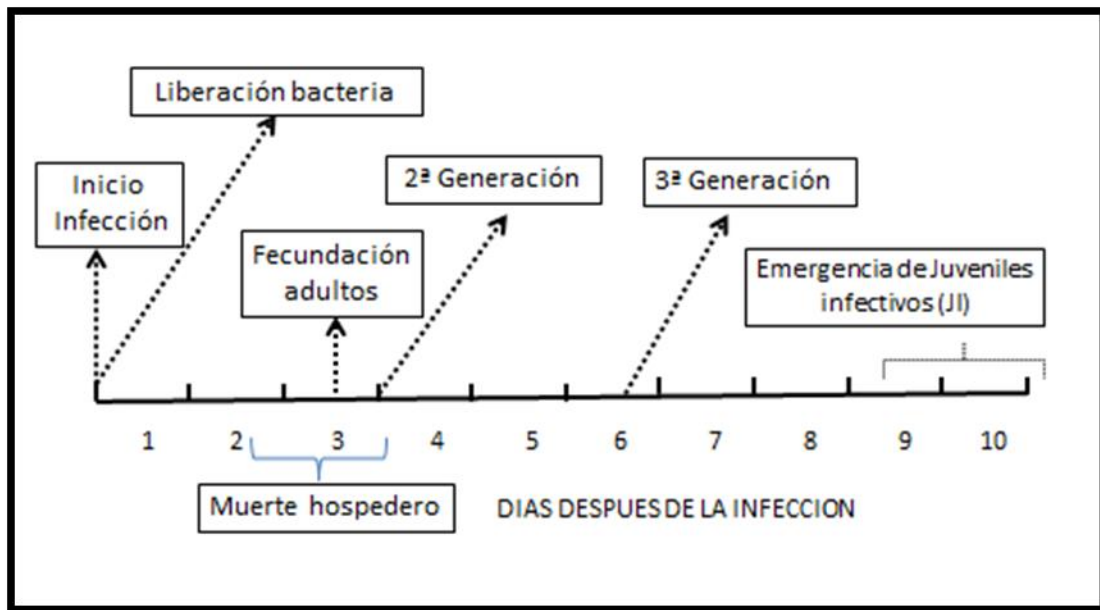 Liberación bacteria
Inicio
Infección
2ª Generación
3ª Generación
Fecundación
adultos
Emergencia de Juveniles
infectivos (JI)
1 2 3 4 5 6 7 8 9 10
Muerte hospedero
DIAS DESPUES DE LA INFECCION